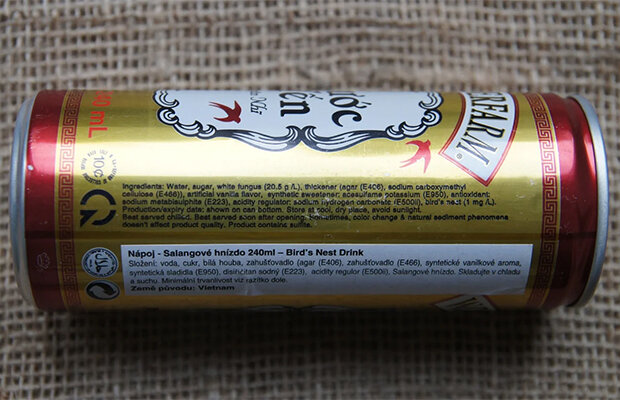 ENFARM®
ước
ến
240 mL
Ingredients: Water, sugar, white fungus (20.5 g /L), thickener (agar (E406), sodium carboxymethyl
cellulose (E466)), artificial vanilla flavor, synthetic sweetener: acesulfame potassium (E950), antioxidant:
sodium metabisulphite (E223), acidity regulator: sodium hydrogen carbonate (E500ii), bird's nest (1 mg /L).
Production/expiry date: shown on can bottom. Store at cool, dry place, avoid sunlight.
Best served chilled. Best served soon after opening. Sometimes, color change & natural sediment phenomena
doesn't affect product quality. Product contains sulfite.
Nápoj - Salangové hnízdo 240ml – Bird's Nest Drink
Složení: voda, cukr, bílá houba, zahušťovadlo (agar (E406), zahušťovadlo (E466), syntetické vanilkové aroma,
syntetická sladidla (E950), disiřičitan sodný (E223), acidity regulor (E500ii), Salangové hnízdo. Skladujte v chladu
a suchu. Minimální trvanlivost viz razítko dole.
Země původu: Vietnam